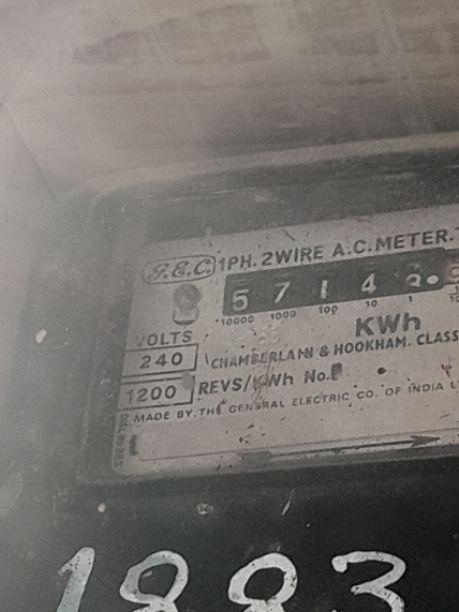 G.E.C. 1PH. 2WIRE A.C. METER.
5 7 1 4
10000 1000 100 10 1
KWh
VOLTS
240
CHAMBERLAIN & HOOKHAM. CLASS
1200 REVS/KWh No.
MADE BY. THE GENERAL ELECTRIC CO. OF INDIA
1883